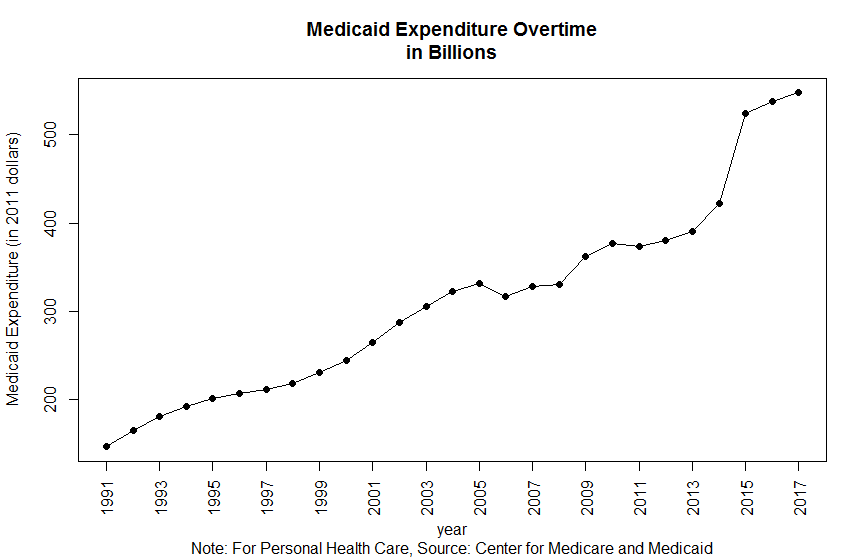 Medicaid Expenditure Overtime
in Billions
Medicaid Expenditure (in 2011 dollars)
500
400
300
200
1991 1993 1995 1997 1999 2001 2003 2005 2007 2009 2011 2013 2015 2017
year
Note: For Personal Health Care, Source: Center for Medicare and Medicaid